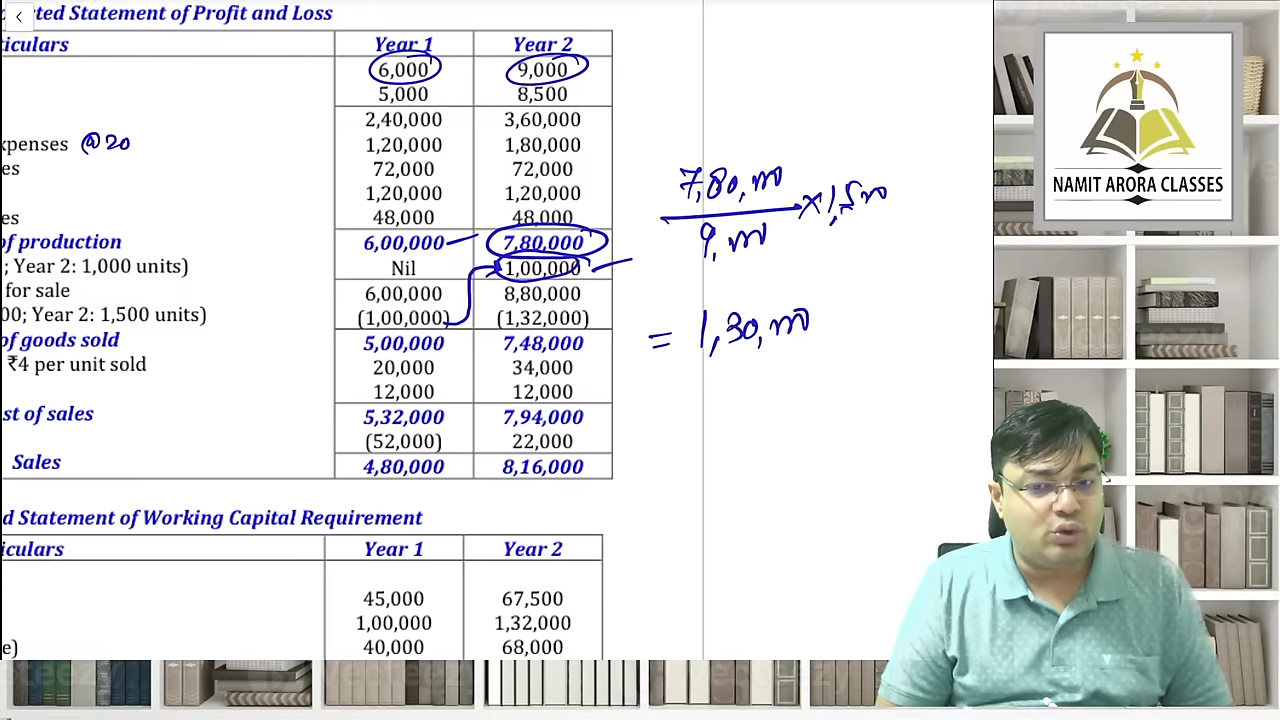 cted Statement of Profit and Loss
ticulars Year 1 Year 2
6,000 9,000
5,000 8,500
2,40,000 3,60,000
xpenses @20 1,20,000 1,80,000
es 72,000 72,000
1,20,000 1,20,000
es 48,000 48,000
of production 6,00,000 7,80,000
; Year 2: 1,000 units) Nil 1,00,000
for sale 6,00,000 8,80,000
00; Year 2: 1,500 units) (1,00,000) (1,32,000)
of goods sold 5,00,000 7,48,000
₹4 per unit sold 20,000 34,000
12,000 12,000
st of sales 5,32,000 7,94,000
(52,000) 22,000
Sales 4,80,000 8,16,000
d Statement of Working Capital Requirement
iculars Year 1 Year 2
45,000 67,500
1,00,000 1,32,000
e) 40,000 68,000
7,80,000
× 1,500
9,000
= 1,30,000
NAMIT ARORA CLASSES